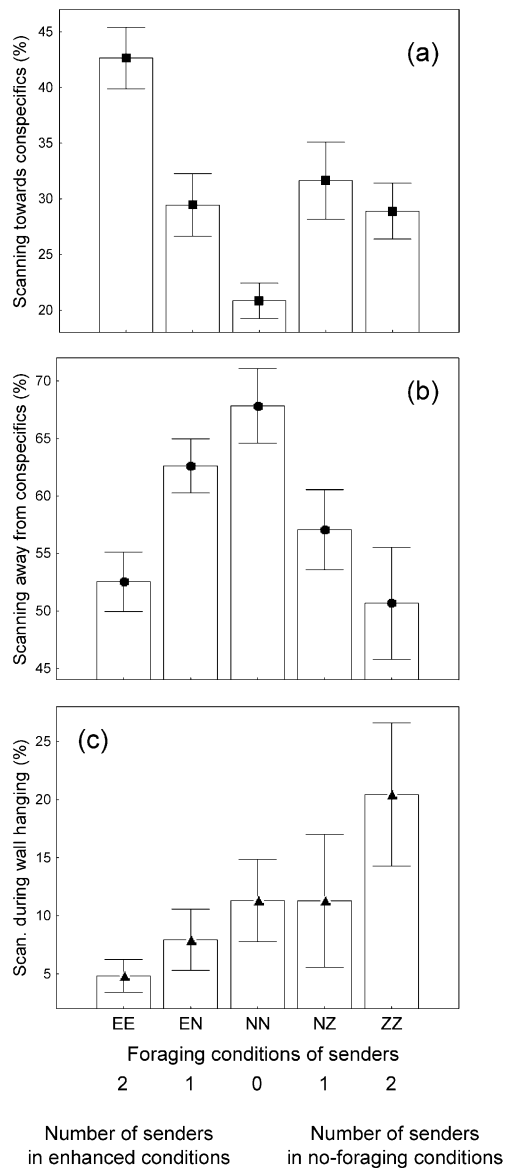 Scanning towards conspecifics (%)
45
40
35
30
25
20
(a)
Scanning away from conspecifics (%)
70
65
60
55
50
45
(b)
Scan. during wall hanging (%)
25
20
15
10
5
(c)
EE EN NN NZ ZZ
Foraging conditions of senders
2 1 0 1 2
Number of senders
in enhanced conditions
Number of senders
in no-foraging conditions